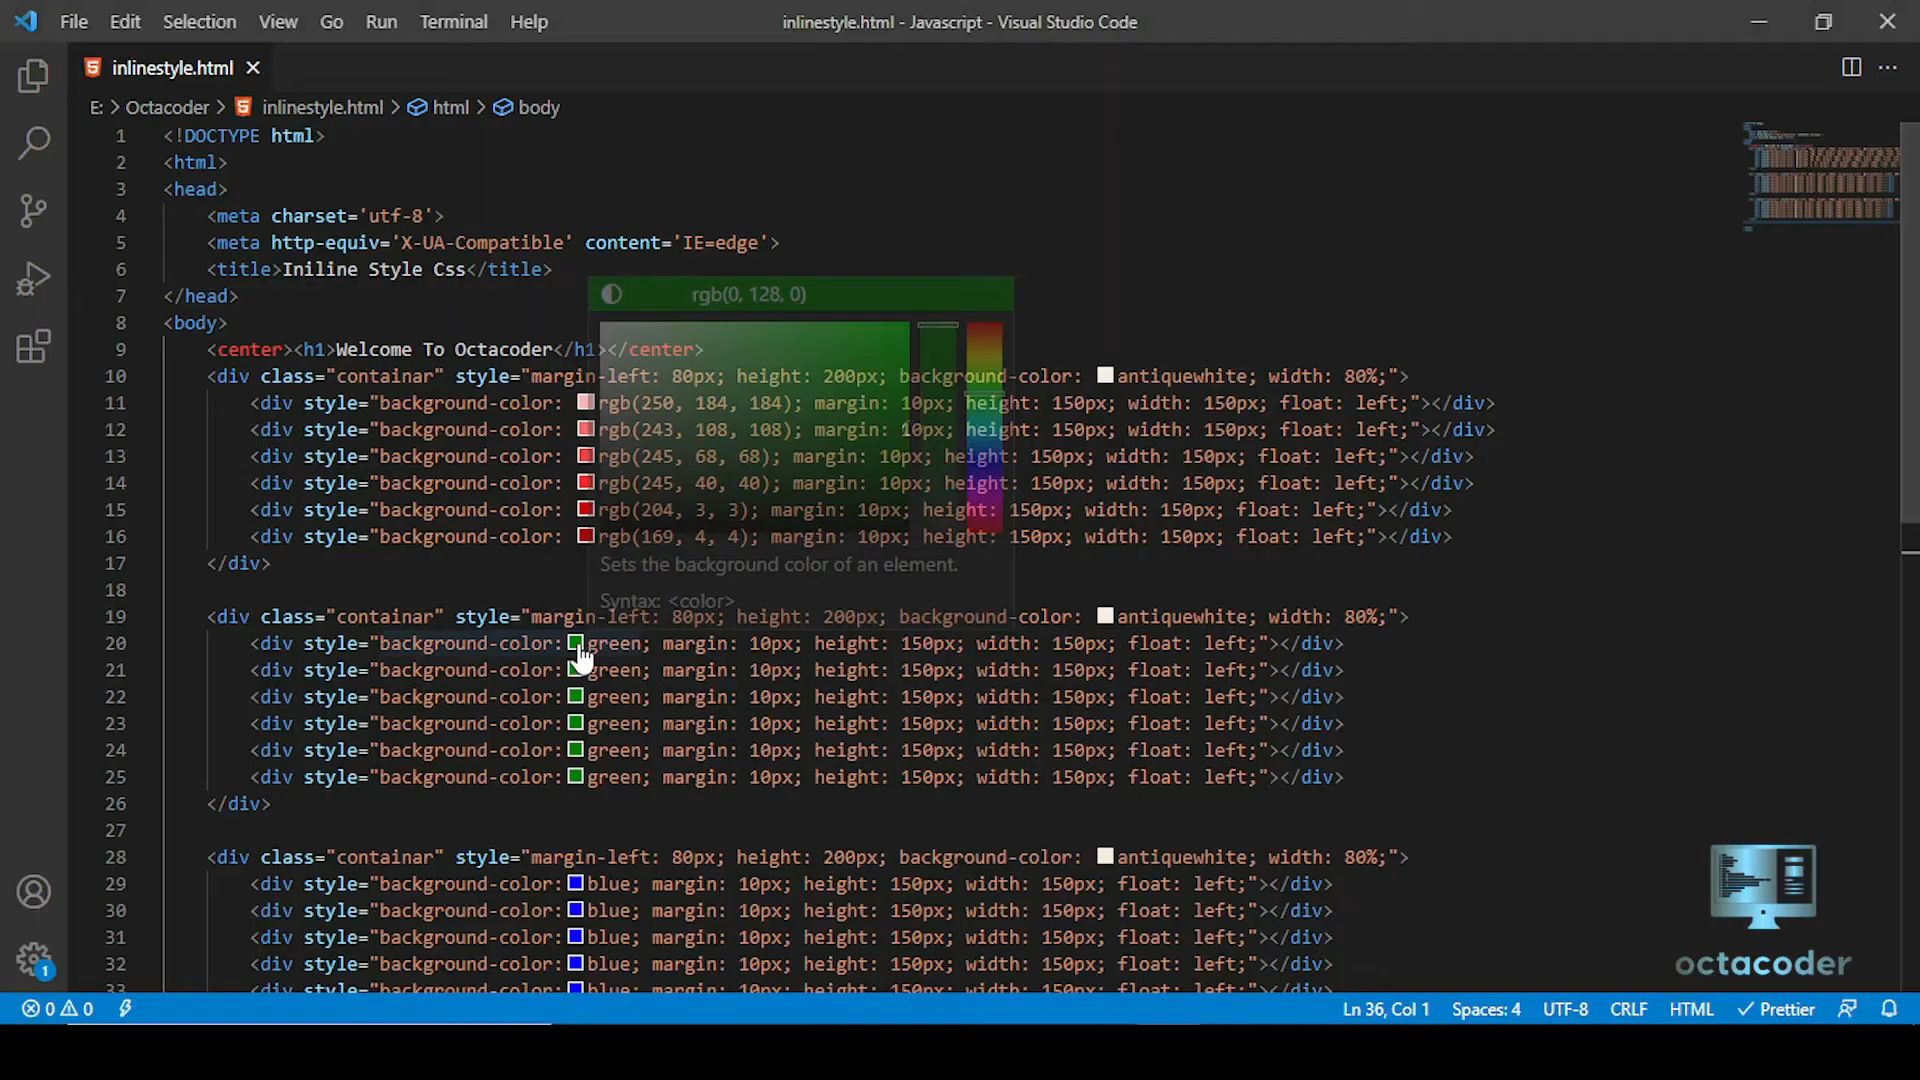 File Edit Selection View Go Run Terminal Help inlinestyle.html - Javascript - Visual Studio Code
inlinestyle.html
E: > Octacoder > inlinestyle.html > html > body
1 <!DOCTYPE html>
2 <html>
3 <head>
4 <meta charset='utf-8'>
5 <meta http-equiv='X-UA-Compatible' content='IE=edge'>
6 <title>Iniline Style Css</title>
7 </head>
rgb(0, 128, 0)
8 <body>
9 <center><h1>Welcome To Octacoder</h1></center>
10 <div class="containar" style="margin-left: 80px; height: 200px; background-color: antiquewhite; width: 80%;">
11 <div style="background-color: rgb(250, 184, 184); margin: 10px; height: 150px; width: 150px; float: left;"></div>
12 <div style="background-color: rgb(243, 108, 108); margin: 10px; height: 150px; width: 150px; float: left;"></div>
13 <div style="background-color: rgb(245, 68, 68); margin: 10px; height: 150px; width: 150px; float: left;"></div>
14 <div style="background-color: rgb(245, 40, 40); margin: 10px; height: 150px; width: 150px; float: left;"></div>
15 <div style="background-color: rgb(204, 3, 3); margin: 10px; height: 150px; width: 150px; float: left;"></div>
16 <div style="background-color: rgb(169, 4, 4); margin: 10px; height: 150px; width: 150px; float: left;"></div>
17 </div>
Sets the background color of an element.
18
Syntax: <color>
19 <div class="containar" style="margin-left: 80px; height: 200px; background-color: antiquewhite; width: 80%;">
20 <div style="background-color: green; margin: 10px; height: 150px; width: 150px; float: left;"></div>
21 <div style="background-color: green; margin: 10px; height: 150px; width: 150px; float: left;"></div>
22 <div style="background-color: green; margin: 10px; height: 150px; width: 150px; float: left;"></div>
23 <div style="background-color: green; margin: 10px; height: 150px; width: 150px; float: left;"></div>
24 <div style="background-color: green; margin: 10px; height: 150px; width: 150px; float: left;"></div>
25 <div style="background-color: green; margin: 10px; height: 150px; width: 150px; float: left;"></div>
26 </div>
27
28 <div class="containar" style="margin-left: 80px; height: 200px; background-color: antiquewhite; width: 80%;">
29 <div style="background-color: blue; margin: 10px; height: 150px; width: 150px; float: left;"></div>
30 <div style="background-color: blue; margin: 10px; height: 150px; width: 150px; float: left;"></div>
31 <div style="background-color: blue; margin: 10px; height: 150px; width: 150px; float: left;"></div>
32 <div style="background-color: blue; margin: 10px; height: 150px; width: 150px; float: left;"></div>
33 <div style="background-color: blue; margin: 10px; height: 150px; width: 150px; float: left;"></div>
octacoder
1
0 0 Ln 36, Col 1 Spaces: 4 UTF-8 CRLF HTML Prettier